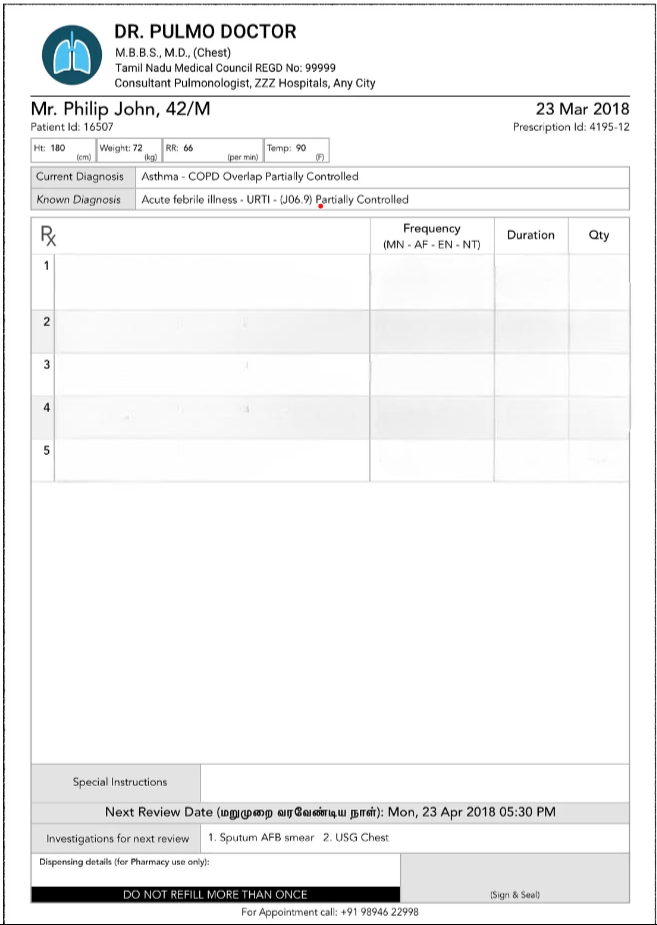 DR. PULMO DOCTOR
M.B.B.S., M.D., (Chest)
Tamil Nadu Medical Council REGD No: 99999
Consultant Pulmonologist, ZZZ Hospitals, Any City
Mr. Philip John, 42/M 23 Mar 2018
Patient Id: 16507 Prescription Id: 4195-12
Ht: 180 (cm) Weight: 72 (kg) RR: 66 (per min) Temp: 90 (F)
Current Diagnosis Asthma - COPD Overlap Partially Controlled
Known Diagnosis Acute febrile illness - URTI - (J06.9) Partially Controlled
Rx Frequency (MN - AF - EN - NT) Duration Qty
1
2
3
4
5
Special Instructions
Next Review Date (மறுமுறை வரவேண்டிய நாள்): Mon, 23 Apr 2018 05:30 PM
Investigations for next review 1. Sputum AFB smear 2. USG Chest
Dispensing details (for Pharmacy use only):
DO NOT REFILL MORE THAN ONCE (Sign & Seal)
For Appointment call: +91 98946 22998